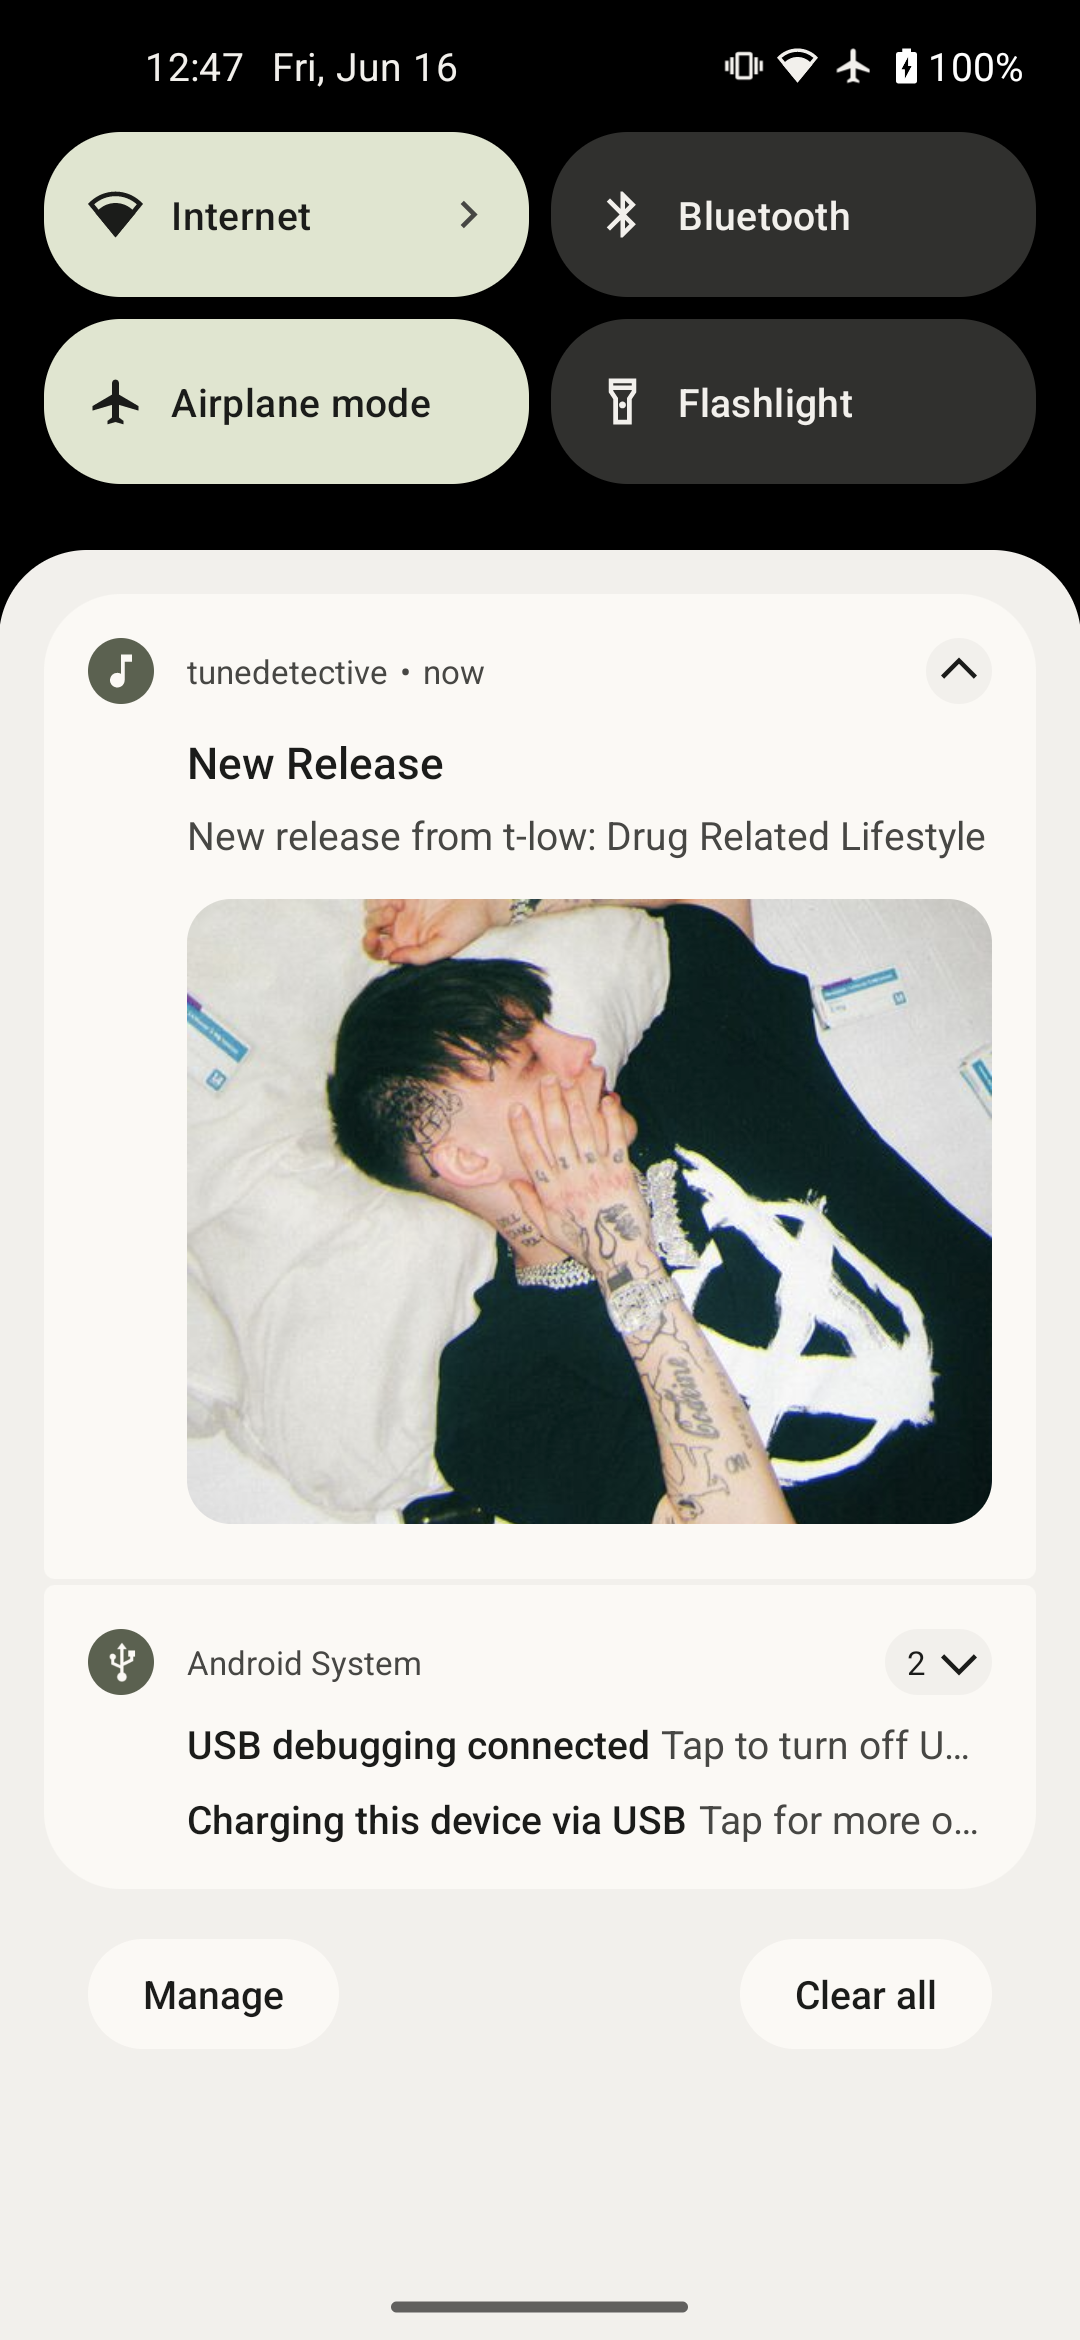 12:47 Fri, Jun 16 100%
Internet
Bluetooth
Airplane mode
Flashlight
tunedetective • now
New Release
New release from t-low: Drug Related Lifestyle
Codeine
Android System
2
USB debugging connected Tap to turn off U…
Charging this device via USB Tap for more o…
Manage
Clear all